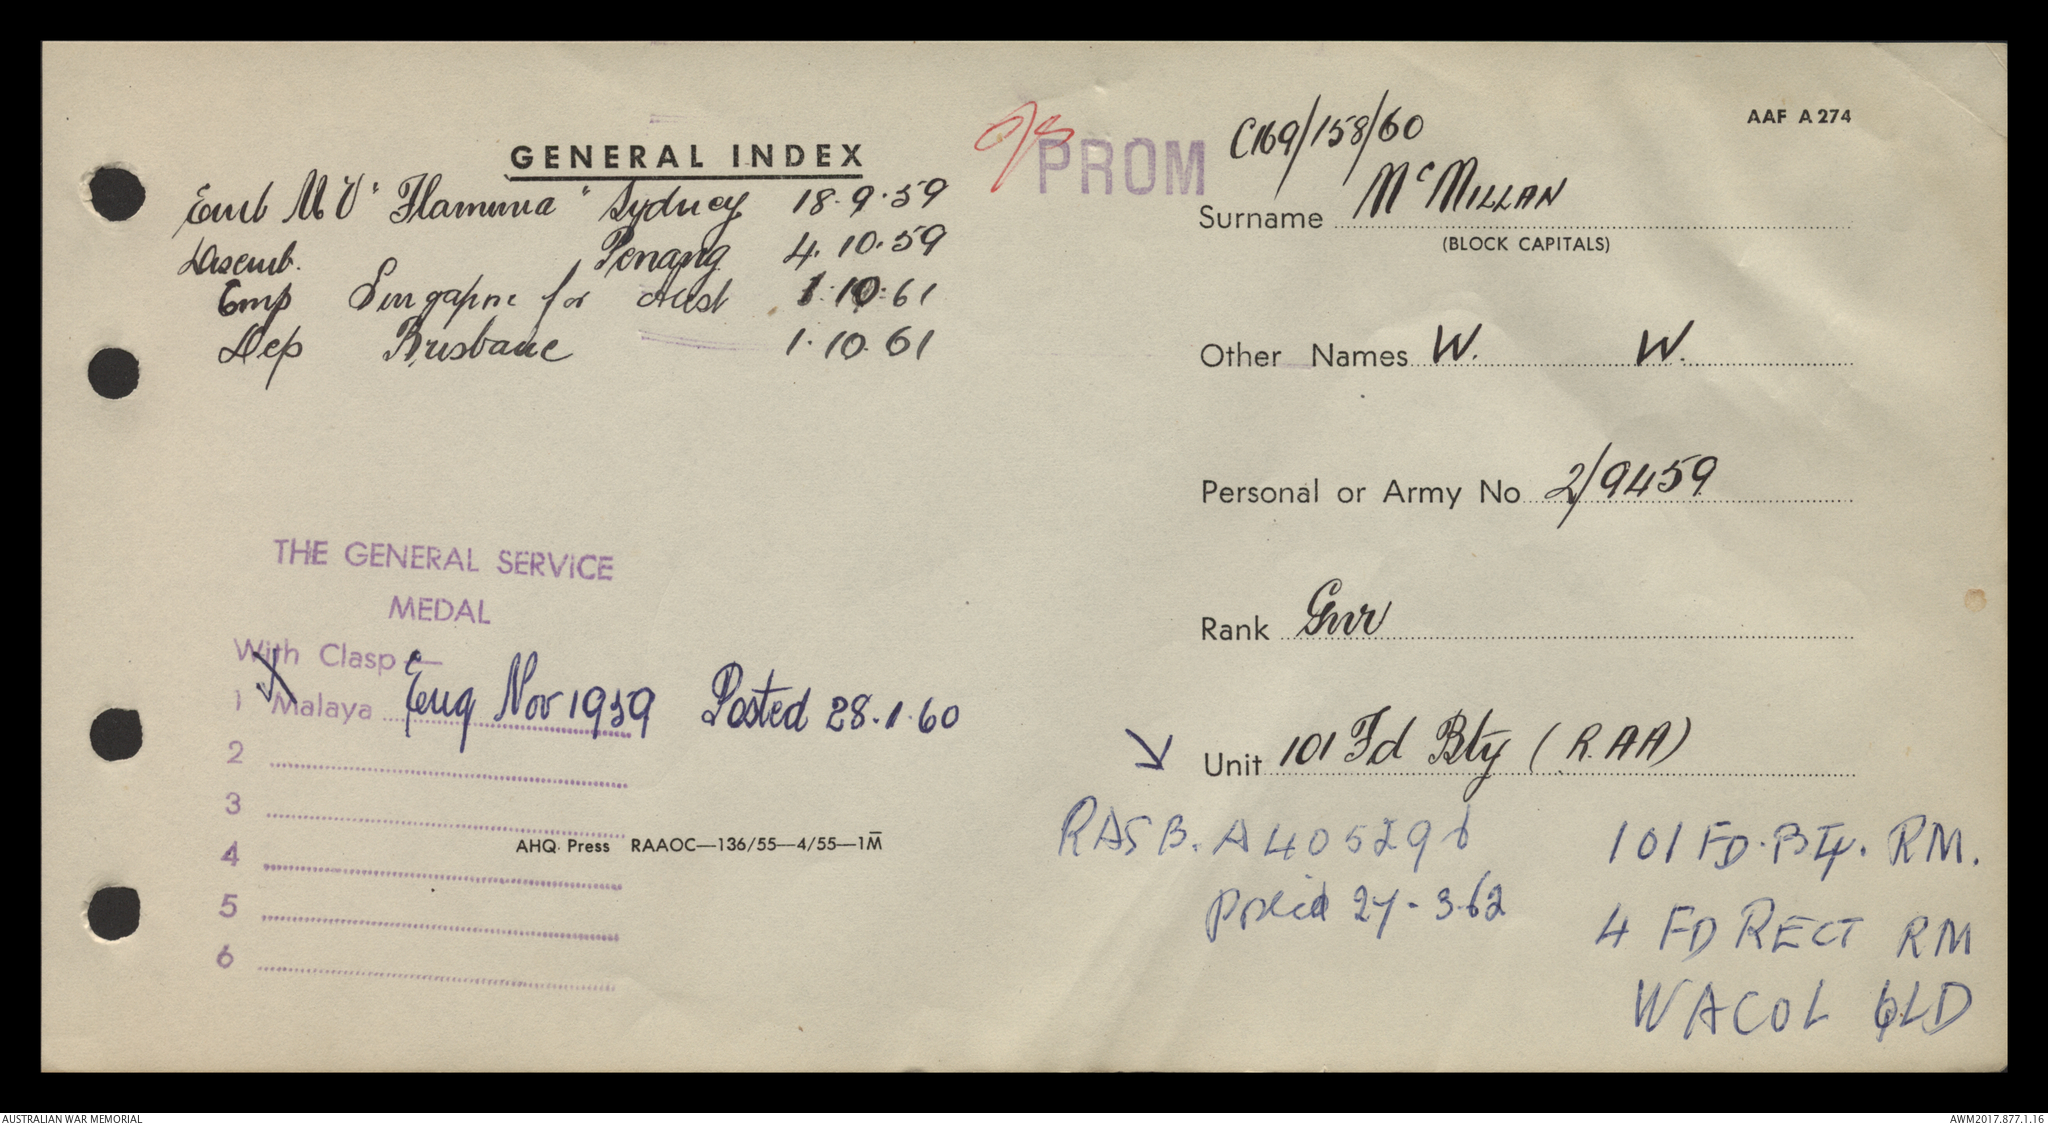 GENERAL INDEX
Emb M V "Flaminia" Sydney 18.9.59
Disemb. Penang 4.10.59
Emp Singapore for Aust 1.10.61
Dep Brisbane 1.10.61
THE GENERAL SERVICE
MEDAL
With Clasp—
1 Malaya Eng Nov 1959 Posted 28.1.60
2
3
4
5
6
AHQ Press RAAOC—136/55—4/55—1M
PROM
C169/158/60
AAF A 274
Surname McMILLAN
(BLOCK CAPITALS)
Other Names W. W.
Personal or Army No 2/9459
Rank Gnr
Unit 101 Fd Bty (RAA)
RASB. A405296
posted 27-3-62
101 FD. BTY. RM.
4 FD RECT RM
WACOL QLD
AUSTRALIAN WAR MEMORIAL
AWM2017.877.1.16